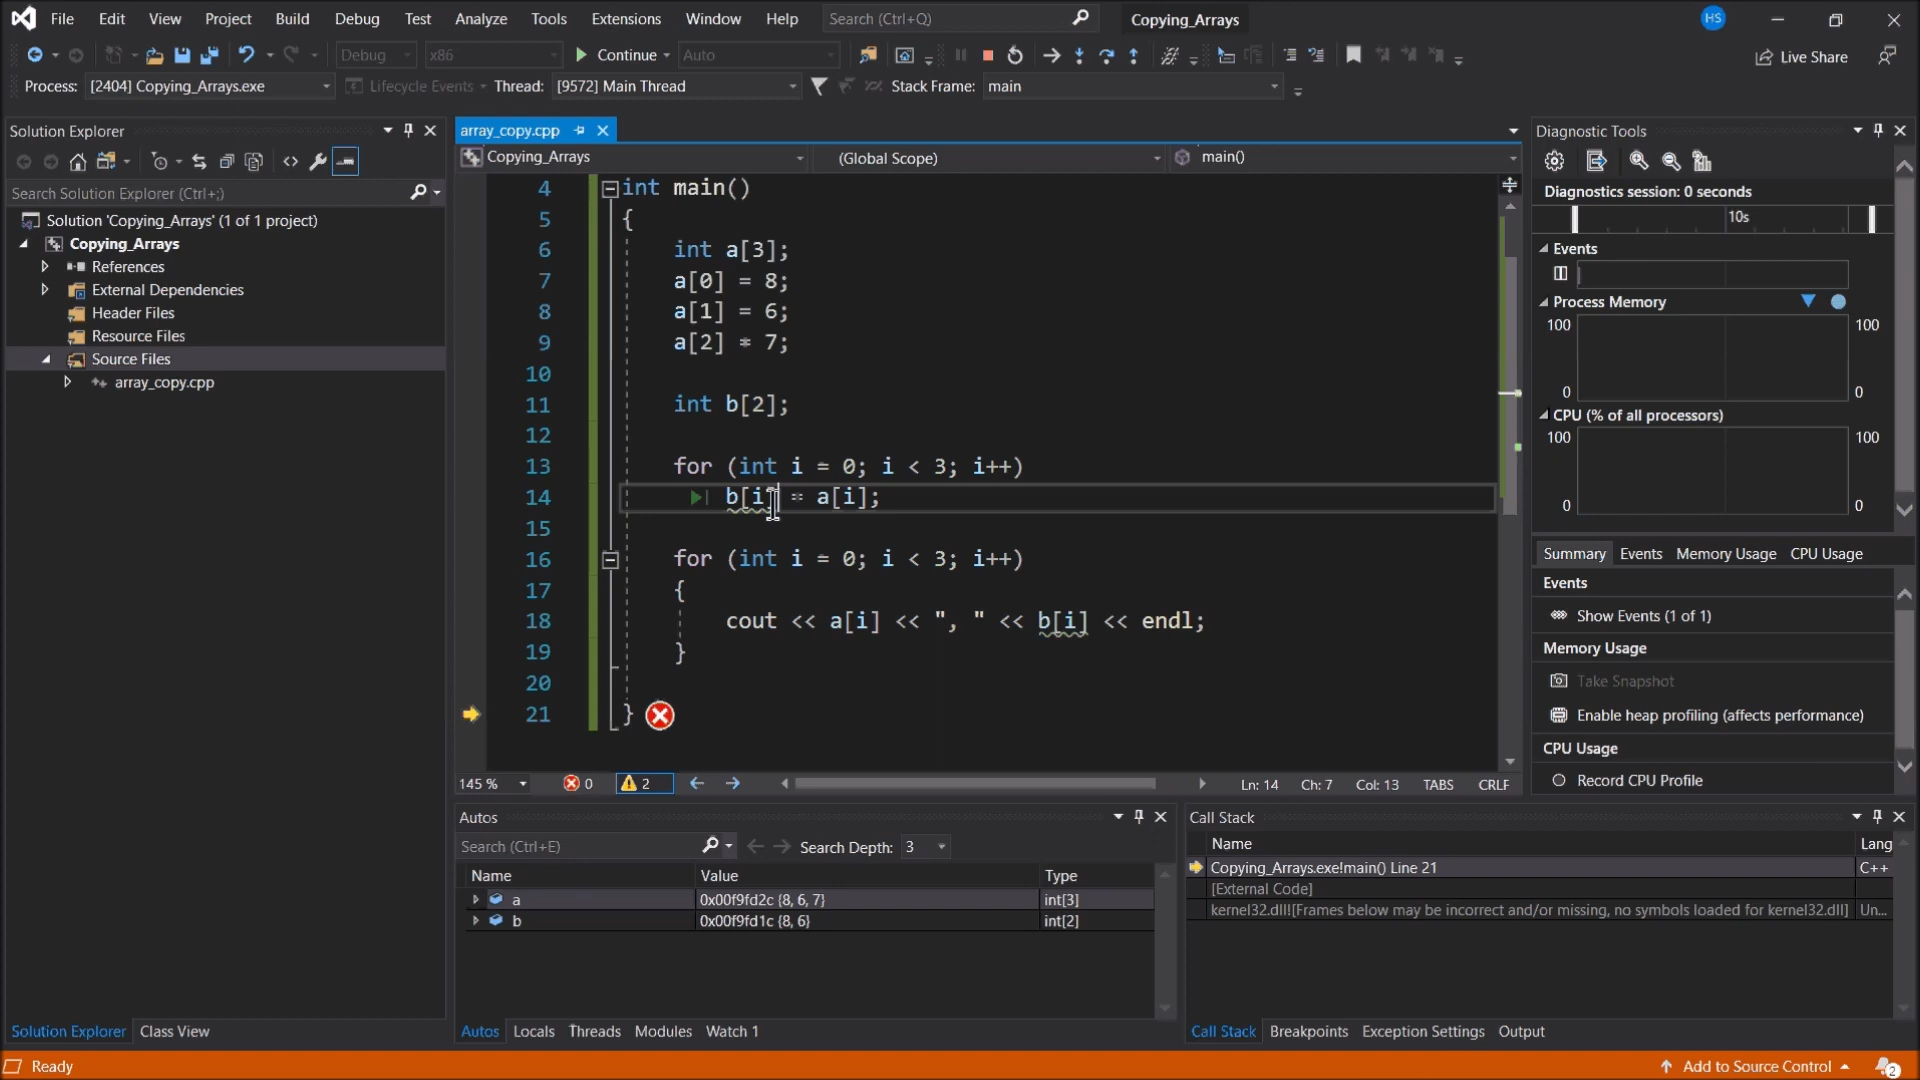 File Edit View Project Build Debug Test Analyze Tools Extensions Window Help Search (Ctrl+Q) Copying_Arrays HS
Debug x86 Continue Auto Live Share
Process: [2404] Copying_Arrays.exe Lifecycle Events Thread: [9572] Main Thread Stack Frame: main
Solution Explorer
Search Solution Explorer (Ctrl+;)
Solution 'Copying_Arrays' (1 of 1 project)
Copying_Arrays
References
External Dependencies
Header Files
Resource Files
Source Files
array_copy.cpp
Solution Explorer Class View
array_copy.cpp
Copying_Arrays (Global Scope) main()
4 int main()
5 {
6 int a[3];
7 a[0] = 8;
8 a[1] = 6;
9 a[2] = 7;
10
11 int b[2];
12
13 for (int i = 0; i < 3; i++)
14 b[i] = a[i];
15
16 for (int i = 0; i < 3; i++)
17 {
18 cout << a[i] << ", " << b[i] << endl;
19 }
20
21 }
145 % 0 2 Ln: 14 Ch: 7 Col: 13 TABS CRLF
Autos
Search (Ctrl+E) Search Depth: 3
Name Value Type
a 0x00f9fd2c {8, 6, 7} int[3]
b 0x00f9fd1c {8, 6} int[2]
Autos Locals Threads Modules Watch 1
Call Stack
Name Lang
Copying_Arrays.exe!main() Line 21 C++
[External Code]
kernel32.dll![Frames below may be incorrect and/or missing, no symbols loaded for kernel32.dll] Un...
Call Stack Breakpoints Exception Settings Output
Diagnostic Tools
Diagnostics session: 0 seconds
10s
Events
Process Memory
100 100
0 0
CPU (% of all processors)
100 100
0 0
Summary Events Memory Usage CPU Usage
Events
Show Events (1 of 1)
Memory Usage
Take Snapshot
Enable heap profiling (affects performance)
CPU Usage
Record CPU Profile
Ready Add to Source Control 2